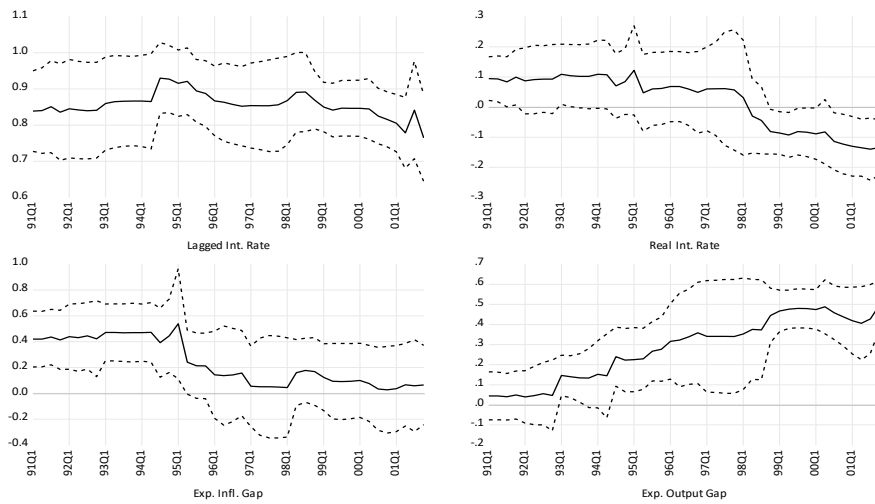 1.1
1.0
0.9
0.8
0.7
0.6
91Q1
92Q1
93Q1
94Q1
95Q1
96Q1
97Q1
98Q1
99Q1
00Q1
01Q1
Lagged Int. Rate
.3
.2
.1
.0
-.1
-.2
-.3
91Q1
92Q1
93Q1
94Q1
95Q1
96Q1
97Q1
98Q1
99Q1
00Q1
01Q1
Real Int. Rate
1.0
0.8
0.6
0.4
0.2
0.0
-0.2
-0.4
91Q1
92Q1
93Q1
94Q1
95Q1
96Q1
97Q1
98Q1
99Q1
00Q1
01Q1
Exp. Infl. Gap
.7
.6
.5
.4
.3
.2
.1
.0
-.1
-.2
91Q1
92Q1
93Q1
94Q1
95Q1
96Q1
97Q1
98Q1
99Q1
00Q1
01Q1
Exp. Output Gap